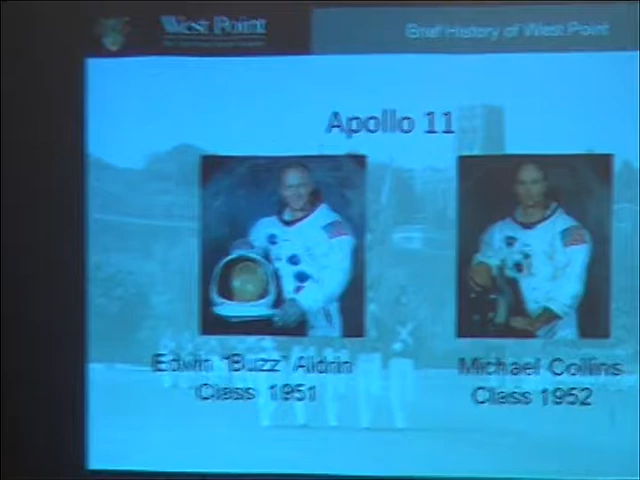 West Point
Brief History of West Point
Apollo 11
Edwin "Buzz" Aldrin
Class 1951
Michael Collins
Class 1952